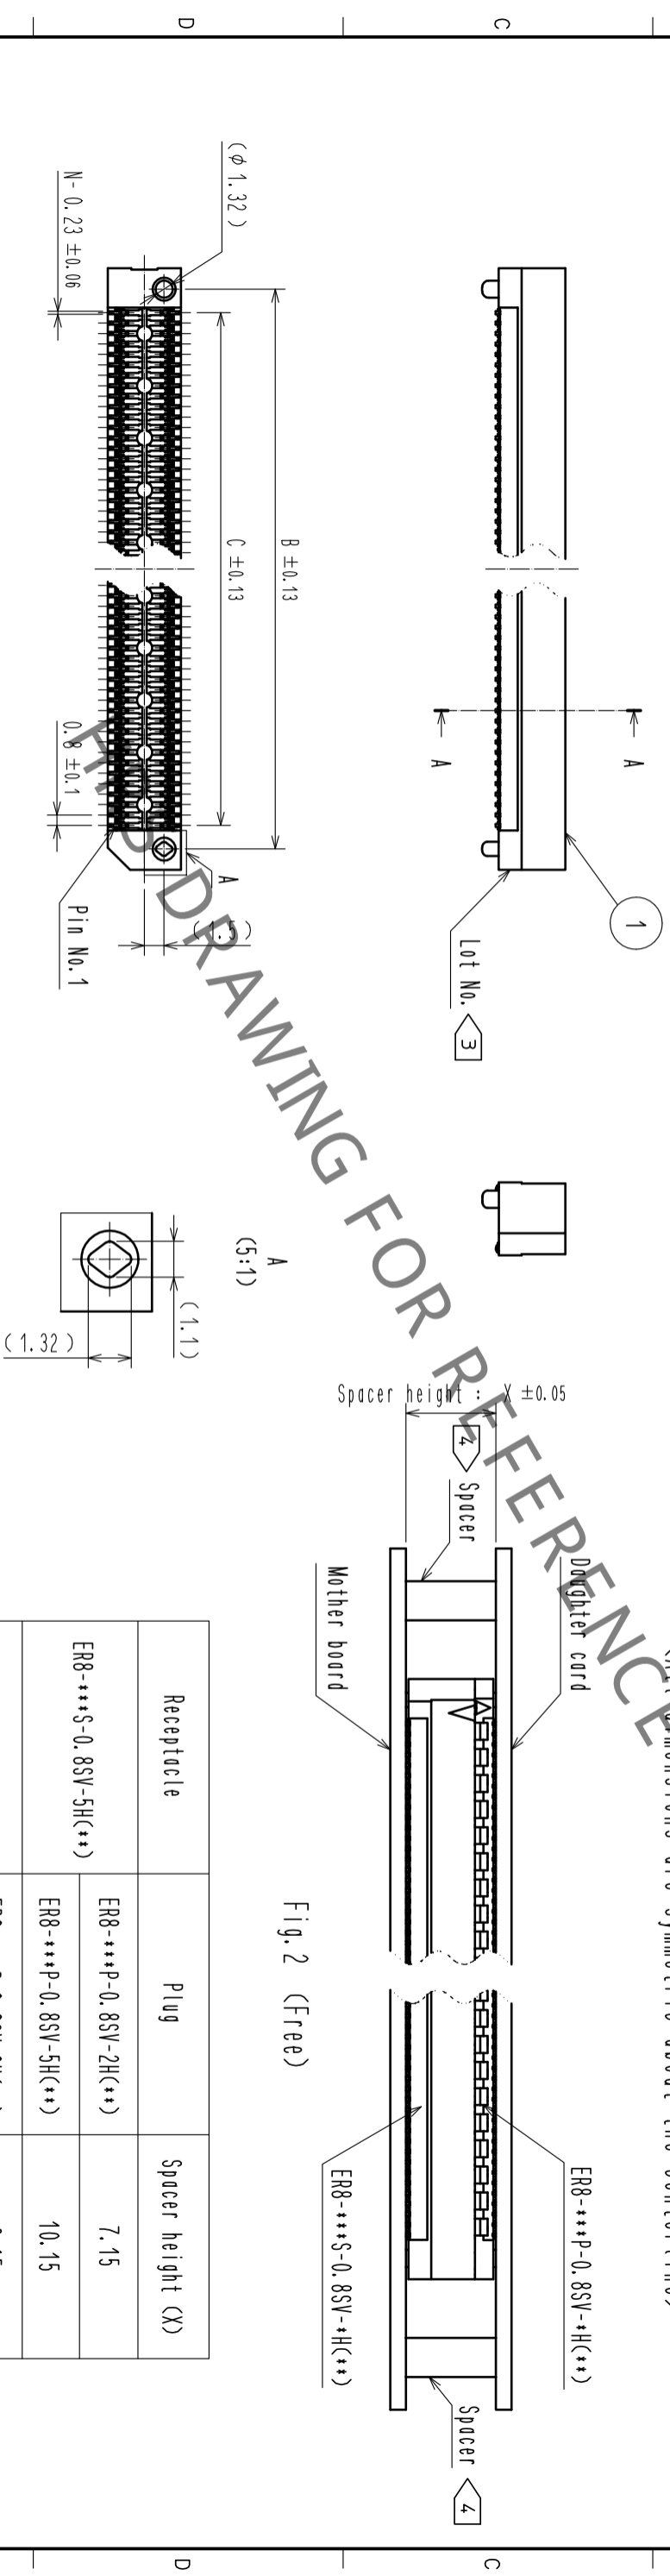 D
C
(φ1.32)
N- 0.23 ±0.06
B ±0.13
C ±0.13
0.8 ±0.1
Pin No.1
A
(1.5)
A
A
1
Lot No. 3
A
(5:1)
(1.1)
(1.32)
Spacer height : X ±0.05
4 Spacer
Daughter card
Mother board
ER8-***P-0.8SV-*H(**)
ER8-***S-0.8SV-*H(**)
Spacer 4
Fig.2 (Free)
Receptacle Plug Spacer height (X)
ER8-***S-0.8SV-5H(**) ER8-***P-0.8SV-2H(**) 7.15
ER8-***P-0.8SV-5H(**) 10.15
DRAWING FOR REFERENCE
D
C